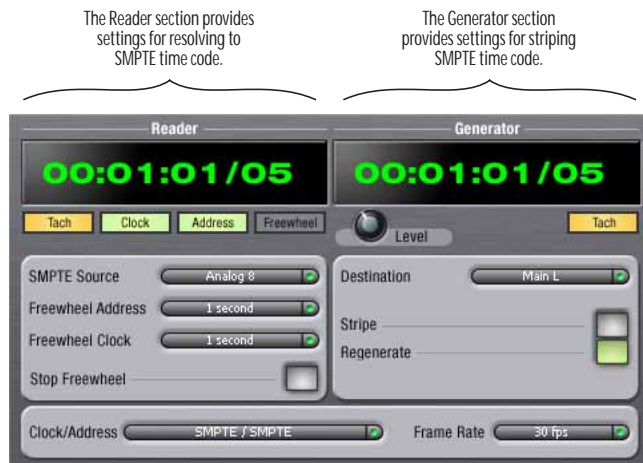 The Reader section provides
settings for resolving to
SMPTE time code.
The Generator section
provides settings for striping
SMPTE time code.
Reader
Generator
00:01:01/05
00:01:01/05
Tach Clock Address Freewheel
Level
Tach
SMPTE Source Analog 8
Freewheel Address 1 second
Freewheel Clock 1 second
Stop Freewheel
Destination Main L
Stripe
Regenerate
Clock/Address SMPTE / SMPTE
Frame Rate 30 fps